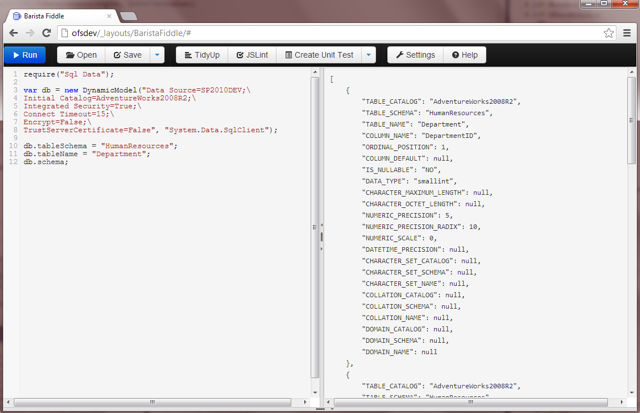 Barista Fiddle
ofsdev/_layouts/BaristaFiddle/#
Run Open Save TidyUp JSLint Create Unit Test Settings Help
1 require("Sql Data");
2
3 var db = new DynamicModel("Data Source=SP2010DEV;\
4 Initial Catalog=AdventureWorks2008R2;\
5 Integrated Security=True;\
6 Connect Timeout=15;\
7 Encrypt=False;\
8 TrustServerCertificate=False", "System.Data.SqlClient");
9
10 db.tableSchema = "HumanResources";
11 db.tableName = "Department";
12 db.schema;
[
{
"TABLE_CATALOG": "AdventureWorks2008R2",
"TABLE_SCHEMA": "HumanResources",
"TABLE_NAME": "Department",
"COLUMN_NAME": "DepartmentID",
"ORDINAL_POSITION": 1,
"COLUMN_DEFAULT": null,
"IS_NULLABLE": "NO",
"DATA_TYPE": "smallint",
"CHARACTER_MAXIMUM_LENGTH": null,
"CHARACTER_OCTET_LENGTH": null,
"NUMERIC_PRECISION": 5,
"NUMERIC_PRECISION_RADIX": 10,
"NUMERIC_SCALE": 0,
"DATETIME_PRECISION": null,
"CHARACTER_SET_CATALOG": null,
"CHARACTER_SET_SCHEMA": null,
"CHARACTER_SET_NAME": null,
"COLLATION_CATALOG": null,
"COLLATION_SCHEMA": null,
"COLLATION_NAME": null,
"DOMAIN_CATALOG": null,
"DOMAIN_SCHEMA": null,
"DOMAIN_NAME": null
},
{
"TABLE_CATALOG": "AdventureWorks2008R2",
"TABLE_SCHEMA": "HumanResources",